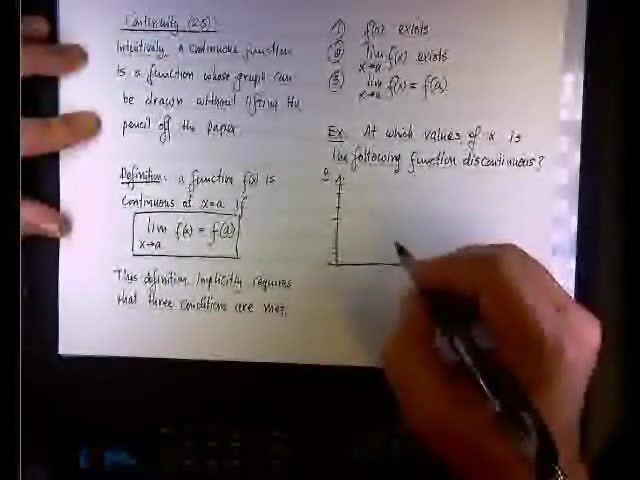 Continuity (2.5)
Intuitively, a continuous function
is a function whose graph can
be drawn without lifting the
pencil off the paper
Definition: a function f(x) is
continuous at x=a if
lim f(x) = f(a)
x→a
This definition implicitly requires
that three conditions are met.
① f(a) exists
② lim f(x) exists
x→a
③ lim f(x) = f(a)
x→a
Ex. At which values of x is
the following function discontinuous?